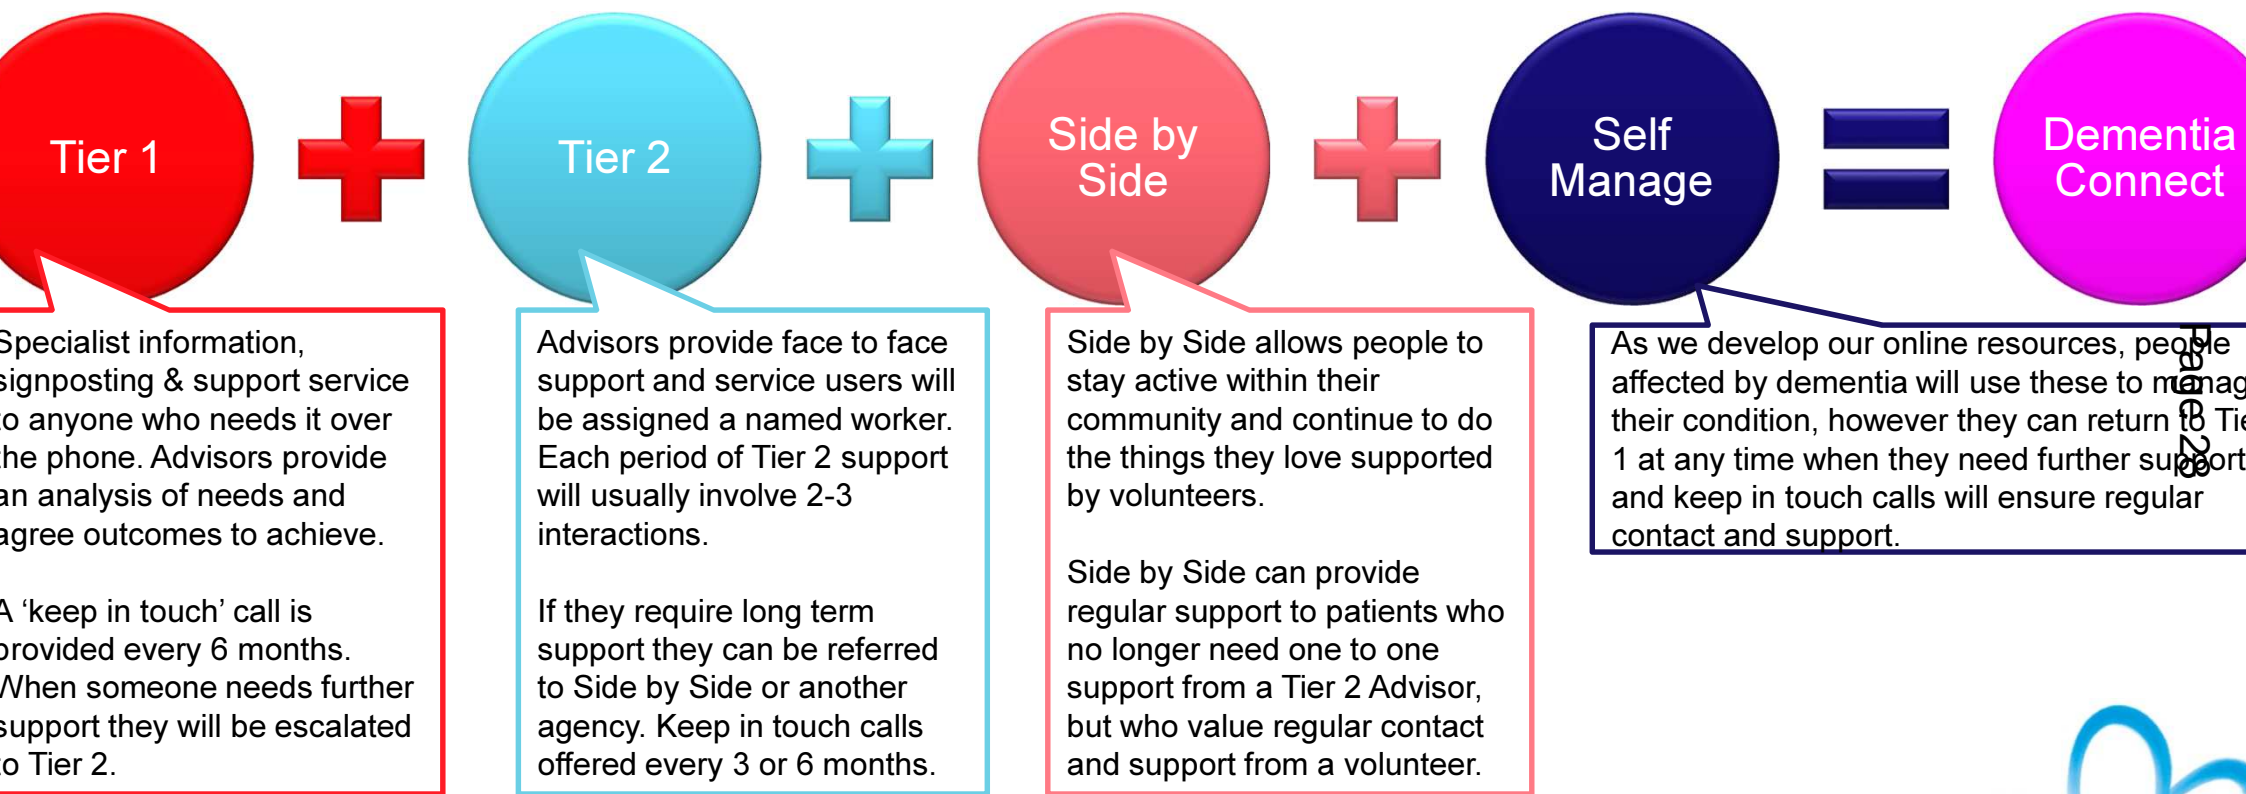 Tier 1
Tier 2
Side by
Side
Self
Manage
Dementia
Connect
Specialist information,
signposting & support service
to anyone who needs it over
the phone. Advisors provide
an analysis of needs and
agree outcomes to achieve.
A ‘keep in touch’ call is
provided every 6 months.
When someone needs further
support they will be escalated
to Tier 2.
Advisors provide face to face
support and service users will
be assigned a named worker.
Each period of Tier 2 support
will usually involve 2-3
interactions.
If they require long term
support they can be referred
to Side by Side or another
agency. Keep in touch calls
offered every 3 or 6 months.
Side by Side allows people to
stay active within their
community and continue to do
the things they love supported
by volunteers.
Side by Side can provide
regular support to patients who
no longer need one to one
support from a Tier 2 Advisor,
but who value regular contact
and support from a volunteer.
As we develop our online resources, people
affected by dementia will use these to manag
their condition, however they can return to Tie
1 at any time when they need further support
and keep in touch calls will ensure regular
contact and support.
Page 28